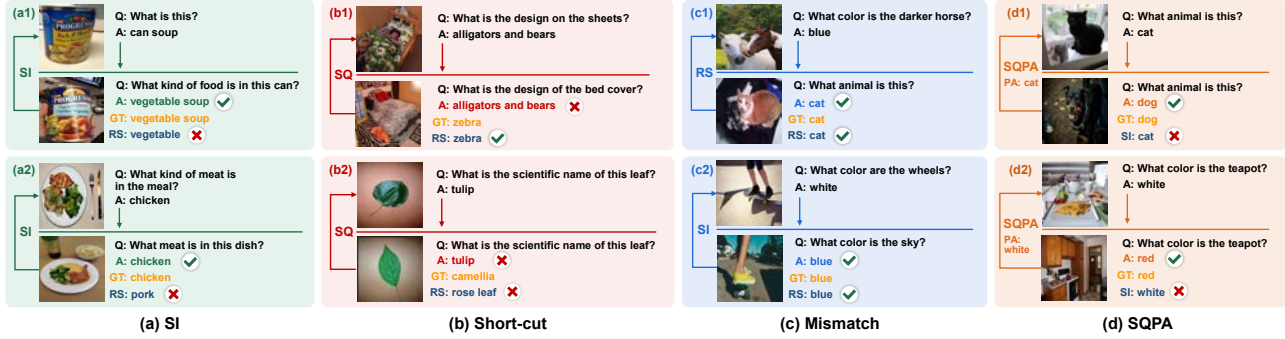 (a1)
PROGRESSO
Q: What is this?
A: can soup
SI
PROGRESSO
Q: What kind of food is in this can?
A: vegetable soup
GT: vegetable soup
RS: vegetable
(a2)
Q: What kind of meat is
in the meal?
A: chicken
SI
Q: What meat is in this dish?
A: chicken
GT: chicken
RS: pork
(a) SI
(b1)
Q: What is the design on the sheets?
A: alligators and bears
SQ
Q: What is the design of the bed cover?
A: alligators and bears
GT: zebra
RS: zebra
(b2)
Q: What is the scientific name of this leaf?
A: tulip
SQ
Q: What is the scientific name of this leaf?
A: tulip
GT: camellia
RS: rose leaf
(b) Short-cut
(c1)
Q: What color is the darker horse?
A: blue
RS
Q: What animal is this?
A: cat
GT: cat
RS: cat
(c2)
Q: What color are the wheels?
A: white
SI
Q: What color is the sky?
A: blue
GT: blue
RS: blue
(c) Mismatch
(d1)
Q: What animal is this?
A: cat
SQPA
PA: cat
Q: What animal is this?
A: dog
GT: dog
SI: cat
(d2)
Q: What color is the teapot?
A: white
SQPA
PA:
white
Q: What color is the teapot?
A: red
GT: red
SI: white
(d) SQPA